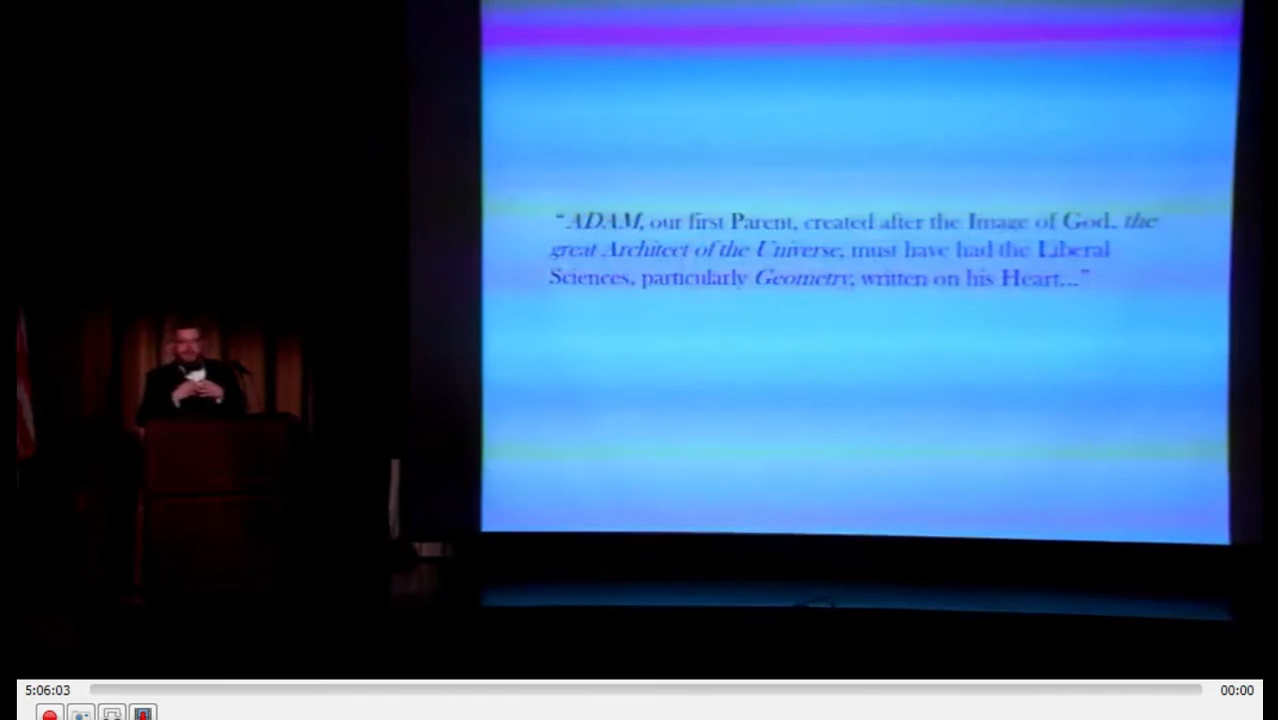 “ADAM, our first Parent, created after the Image of God, the
great Architect of the Universe, must have had the Liberal
Sciences, particularly Geometry, written on his Heart...”
5:06:03
00:00